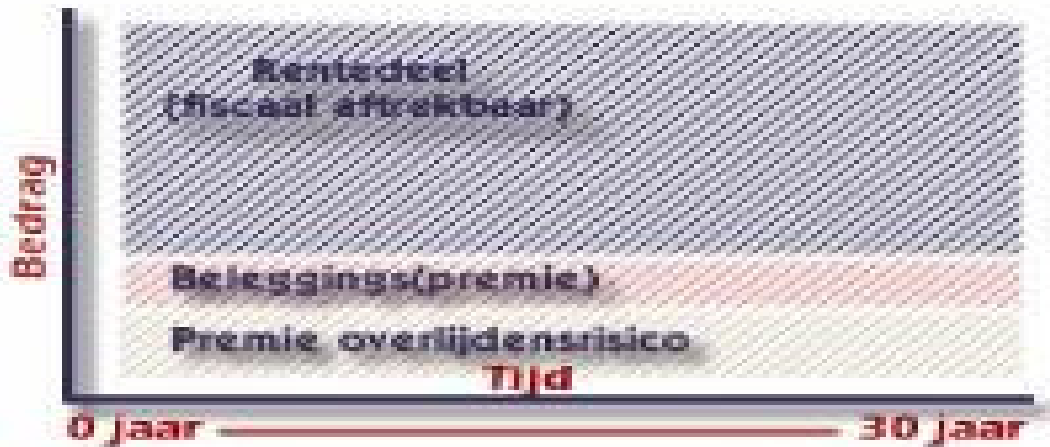 Rentedeel
(fiscaal aftrekbaar)
Bedrag
Beleggings(premie)
Premie overlijdensrisico
Tijd
0 jaar
30 jaar